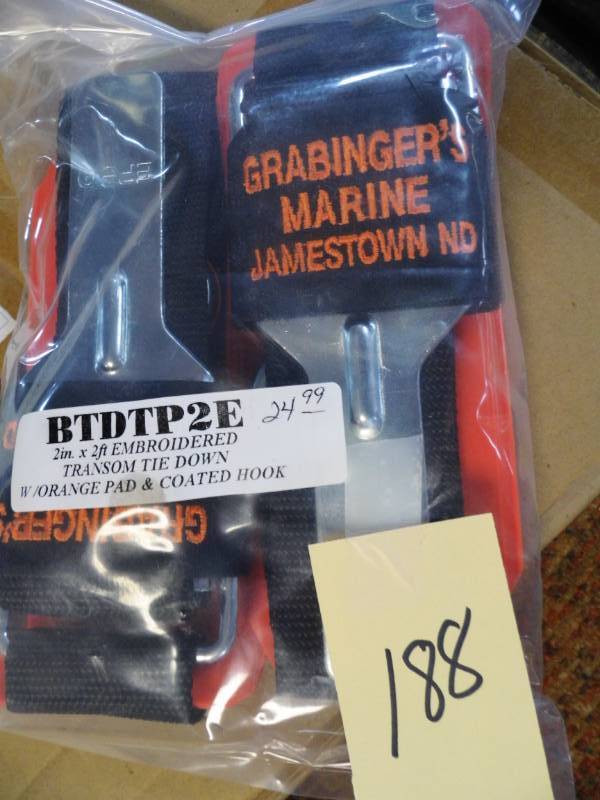 GRABINGER'S
MARINE
JAMESTOWN ND
BTDTP2E 24.99
2in. x 2ft EMBROIDERED
TRANSOM TIE DOWN
W/ORANGE PAD & COATED HOOK
GRABINGER'S
188